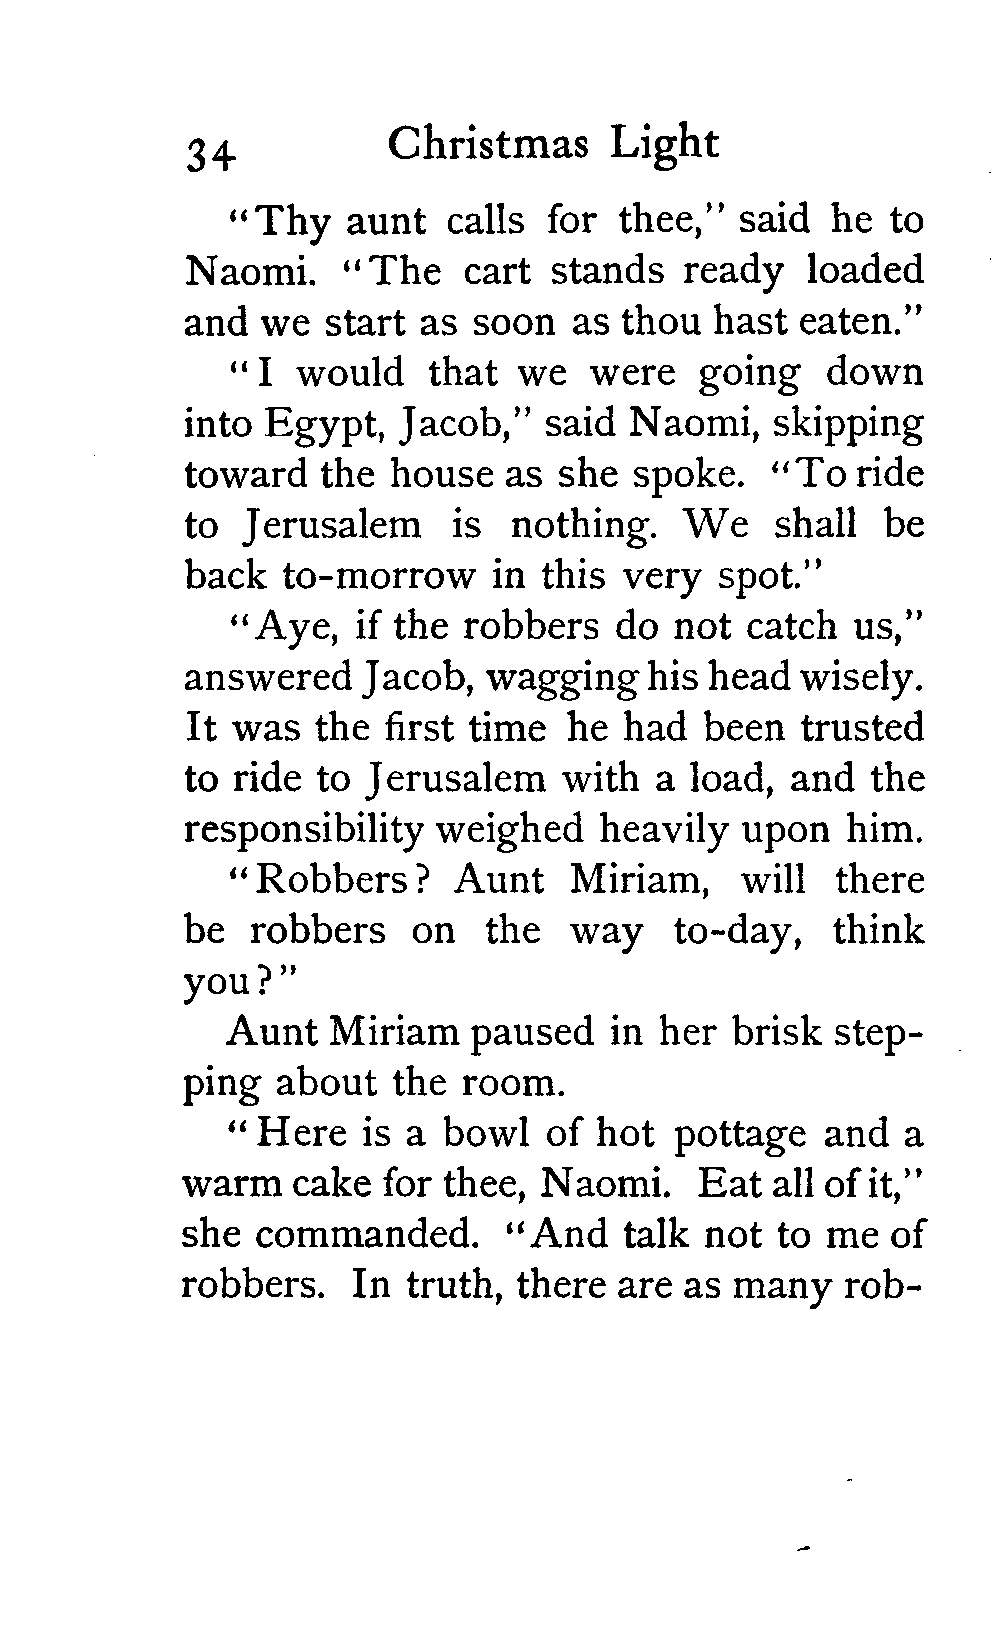 34 Christmas Light
"Thy aunt calls for thee," said he to
Naomi. "The cart stands ready loaded
and we start as soon as thou hast eaten."
"I would that we were going down
into Egypt, Jacob," said Naomi, skipping
toward the house as she spoke. "To ride
to Jerusalem is nothing. We shall be
back to-morrow in this very spot."
"Aye, if the robbers do not catch us,"
answered Jacob, wagging his head wisely.
It was the first time he had been trusted
to ride to Jerusalem with a load, and the
responsibility weighed heavily upon him.
"Robbers? Aunt Miriam, will there
be robbers on the way to-day, think
you?"
Aunt Miriam paused in her brisk step-
ping about the room.
"Here is a bowl of hot pottage and a
warm cake for thee, Naomi. Eat all of it,"
she commanded. "And talk not to me of
robbers. In truth, there are as many rob-